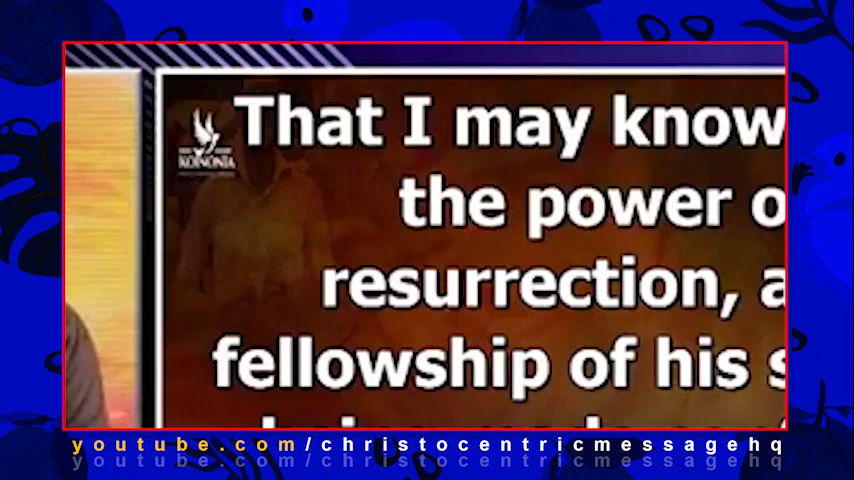 That I may know
the power o
resurrection, a
fellowship of his s
KOINONIA
youtube.com/christocentricmessagehq